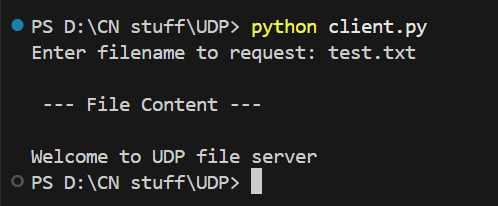 PS D:\CN stuff\UDP> python client.py
Enter filename to request: test.txt
--- File Content ---
Welcome to UDP file server
PS D:\CN stuff\UDP>